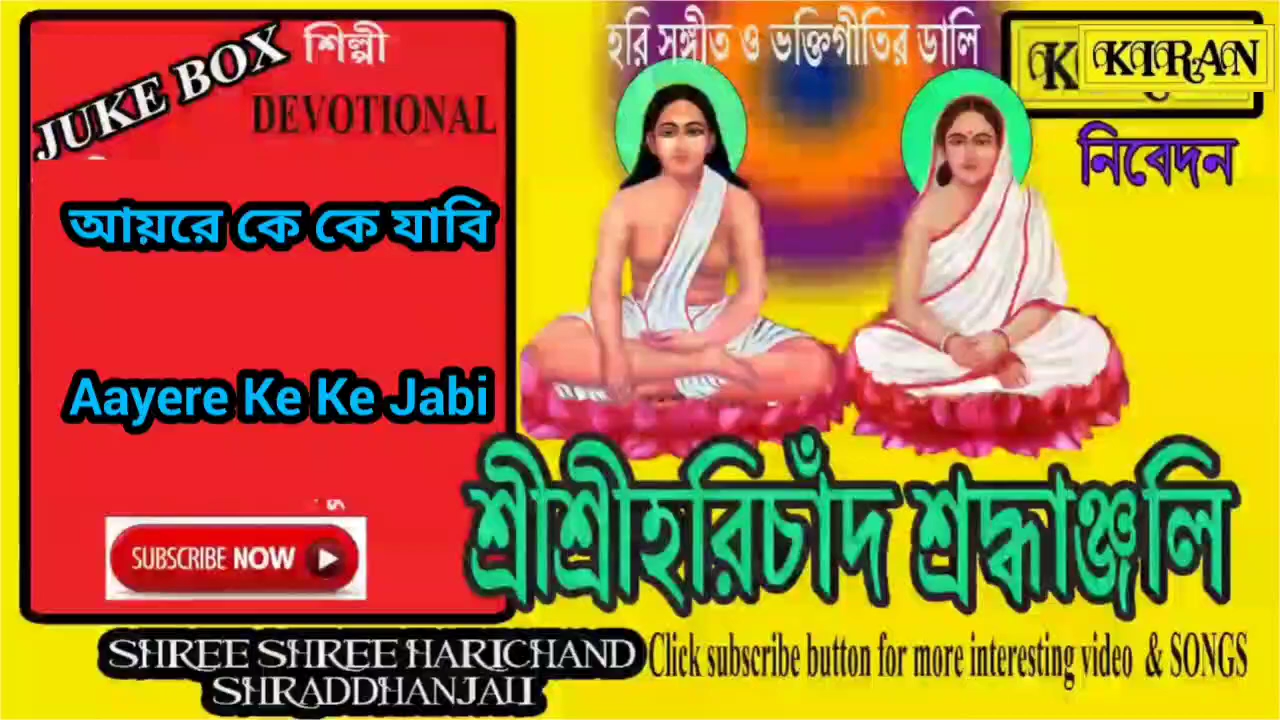 JUKE BOX
শিল্পী
DEVOTIONAL
আয়রে কে কে যাবি
Aayere Ke Ke Jabi
SUBSCRIBE NOW
হরি সঙ্গীত ও ভক্তিগীতির ডালি
KIRAN
নিবেদন
শ্রীশ্রীহরিচাঁদ শ্রদ্ধাঞ্জলি
SHREE SHREE HARICHAND
SHRADDHANJALI
Click subscribe button for more interesting video & SONGS